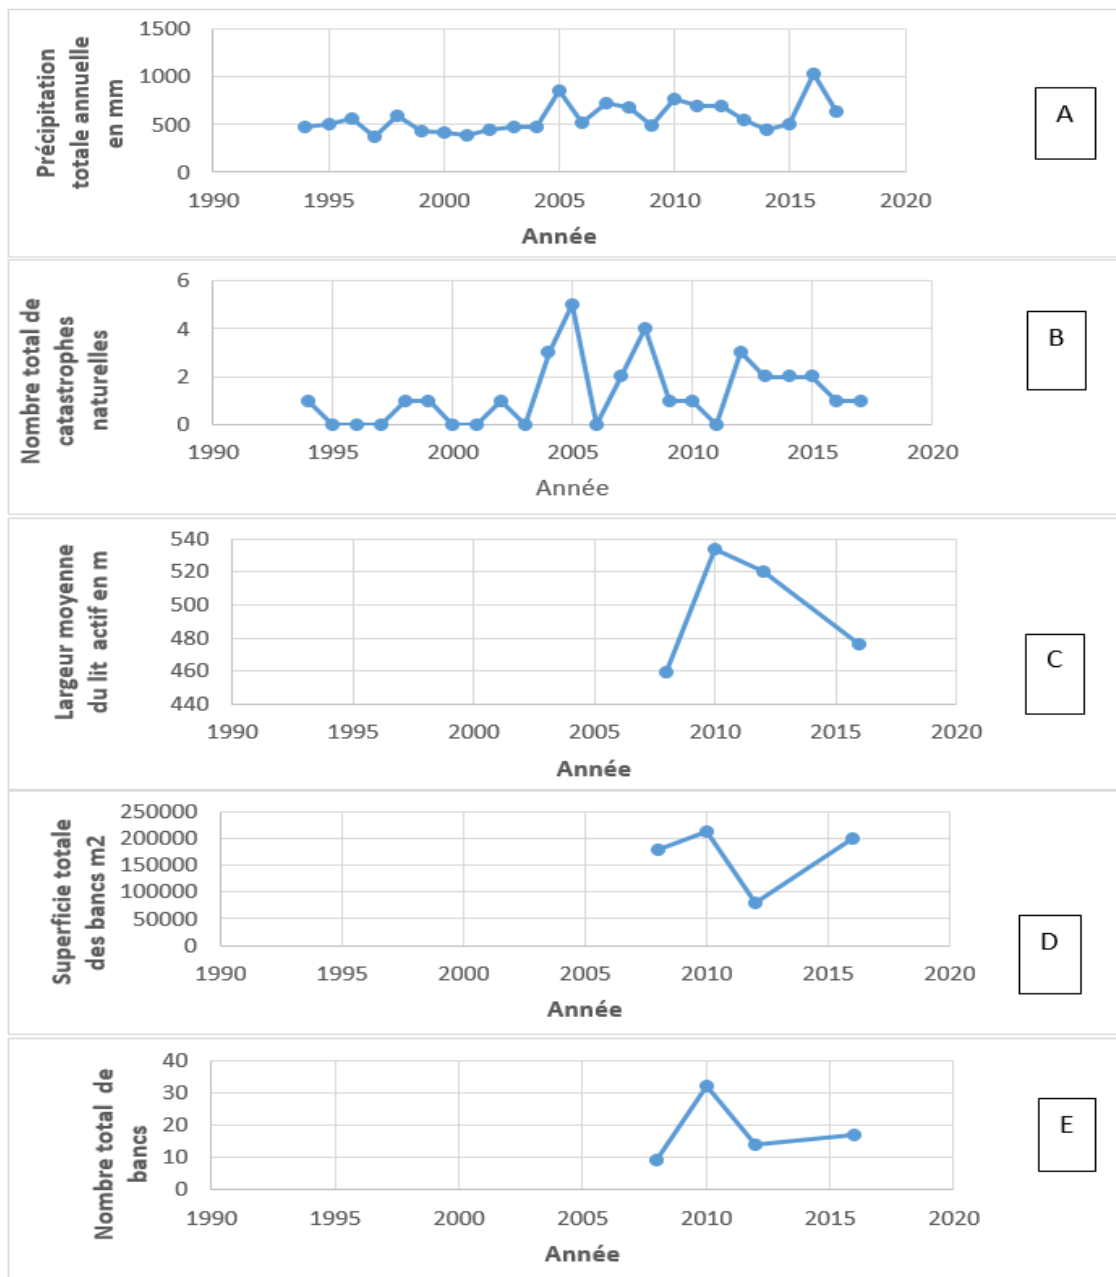 Précipitation
totale annuelle
en mm
1500
1000
500
0
1990 1995 2000 2005 2010 2015 2020
Année
A
Nombre total de
catastrophes
naturelles
6
4
2
0
1990 1995 2000 2005 2010 2015 2020
Année
B
Largeur moyenne
du lit actif en m
540
520
500
480
460
440
1990 1995 2000 2005 2010 2015 2020
Année
C
Superficie totale
des bancs m2
250000
200000
150000
100000
50000
0
1990 1995 2000 2005 2010 2015 2020
Année
D
Nombre total de
bancs
40
30
20
10
0
1990 1995 2000 2005 2010 2015 2020
Année
E